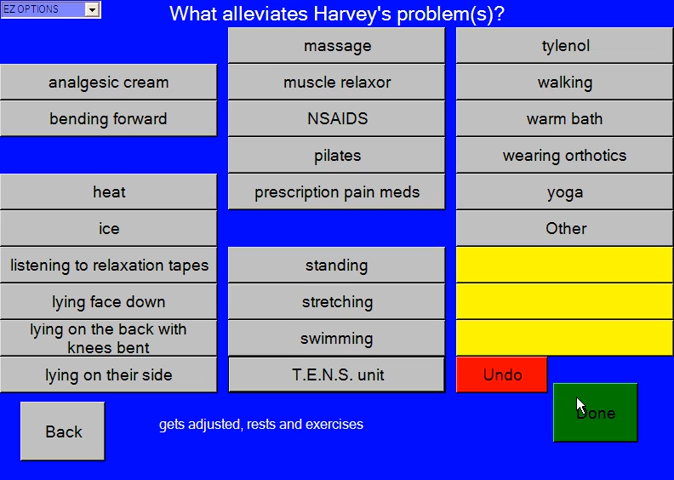 EZ OPTIONS
What alleviates Harvey's problem(s)?
analgesic cream
bending forward
heat
ice
listening to relaxation tapes
lying face down
lying on the back with
knees bent
lying on their side
massage
muscle relaxor
NSAIDS
pilates
prescription pain meds
standing
stretching
swimming
T.E.N.S. unit
tylenol
walking
warm bath
wearing orthotics
yoga
Other
Undo
Done
Back
gets adjusted, rests and exercises